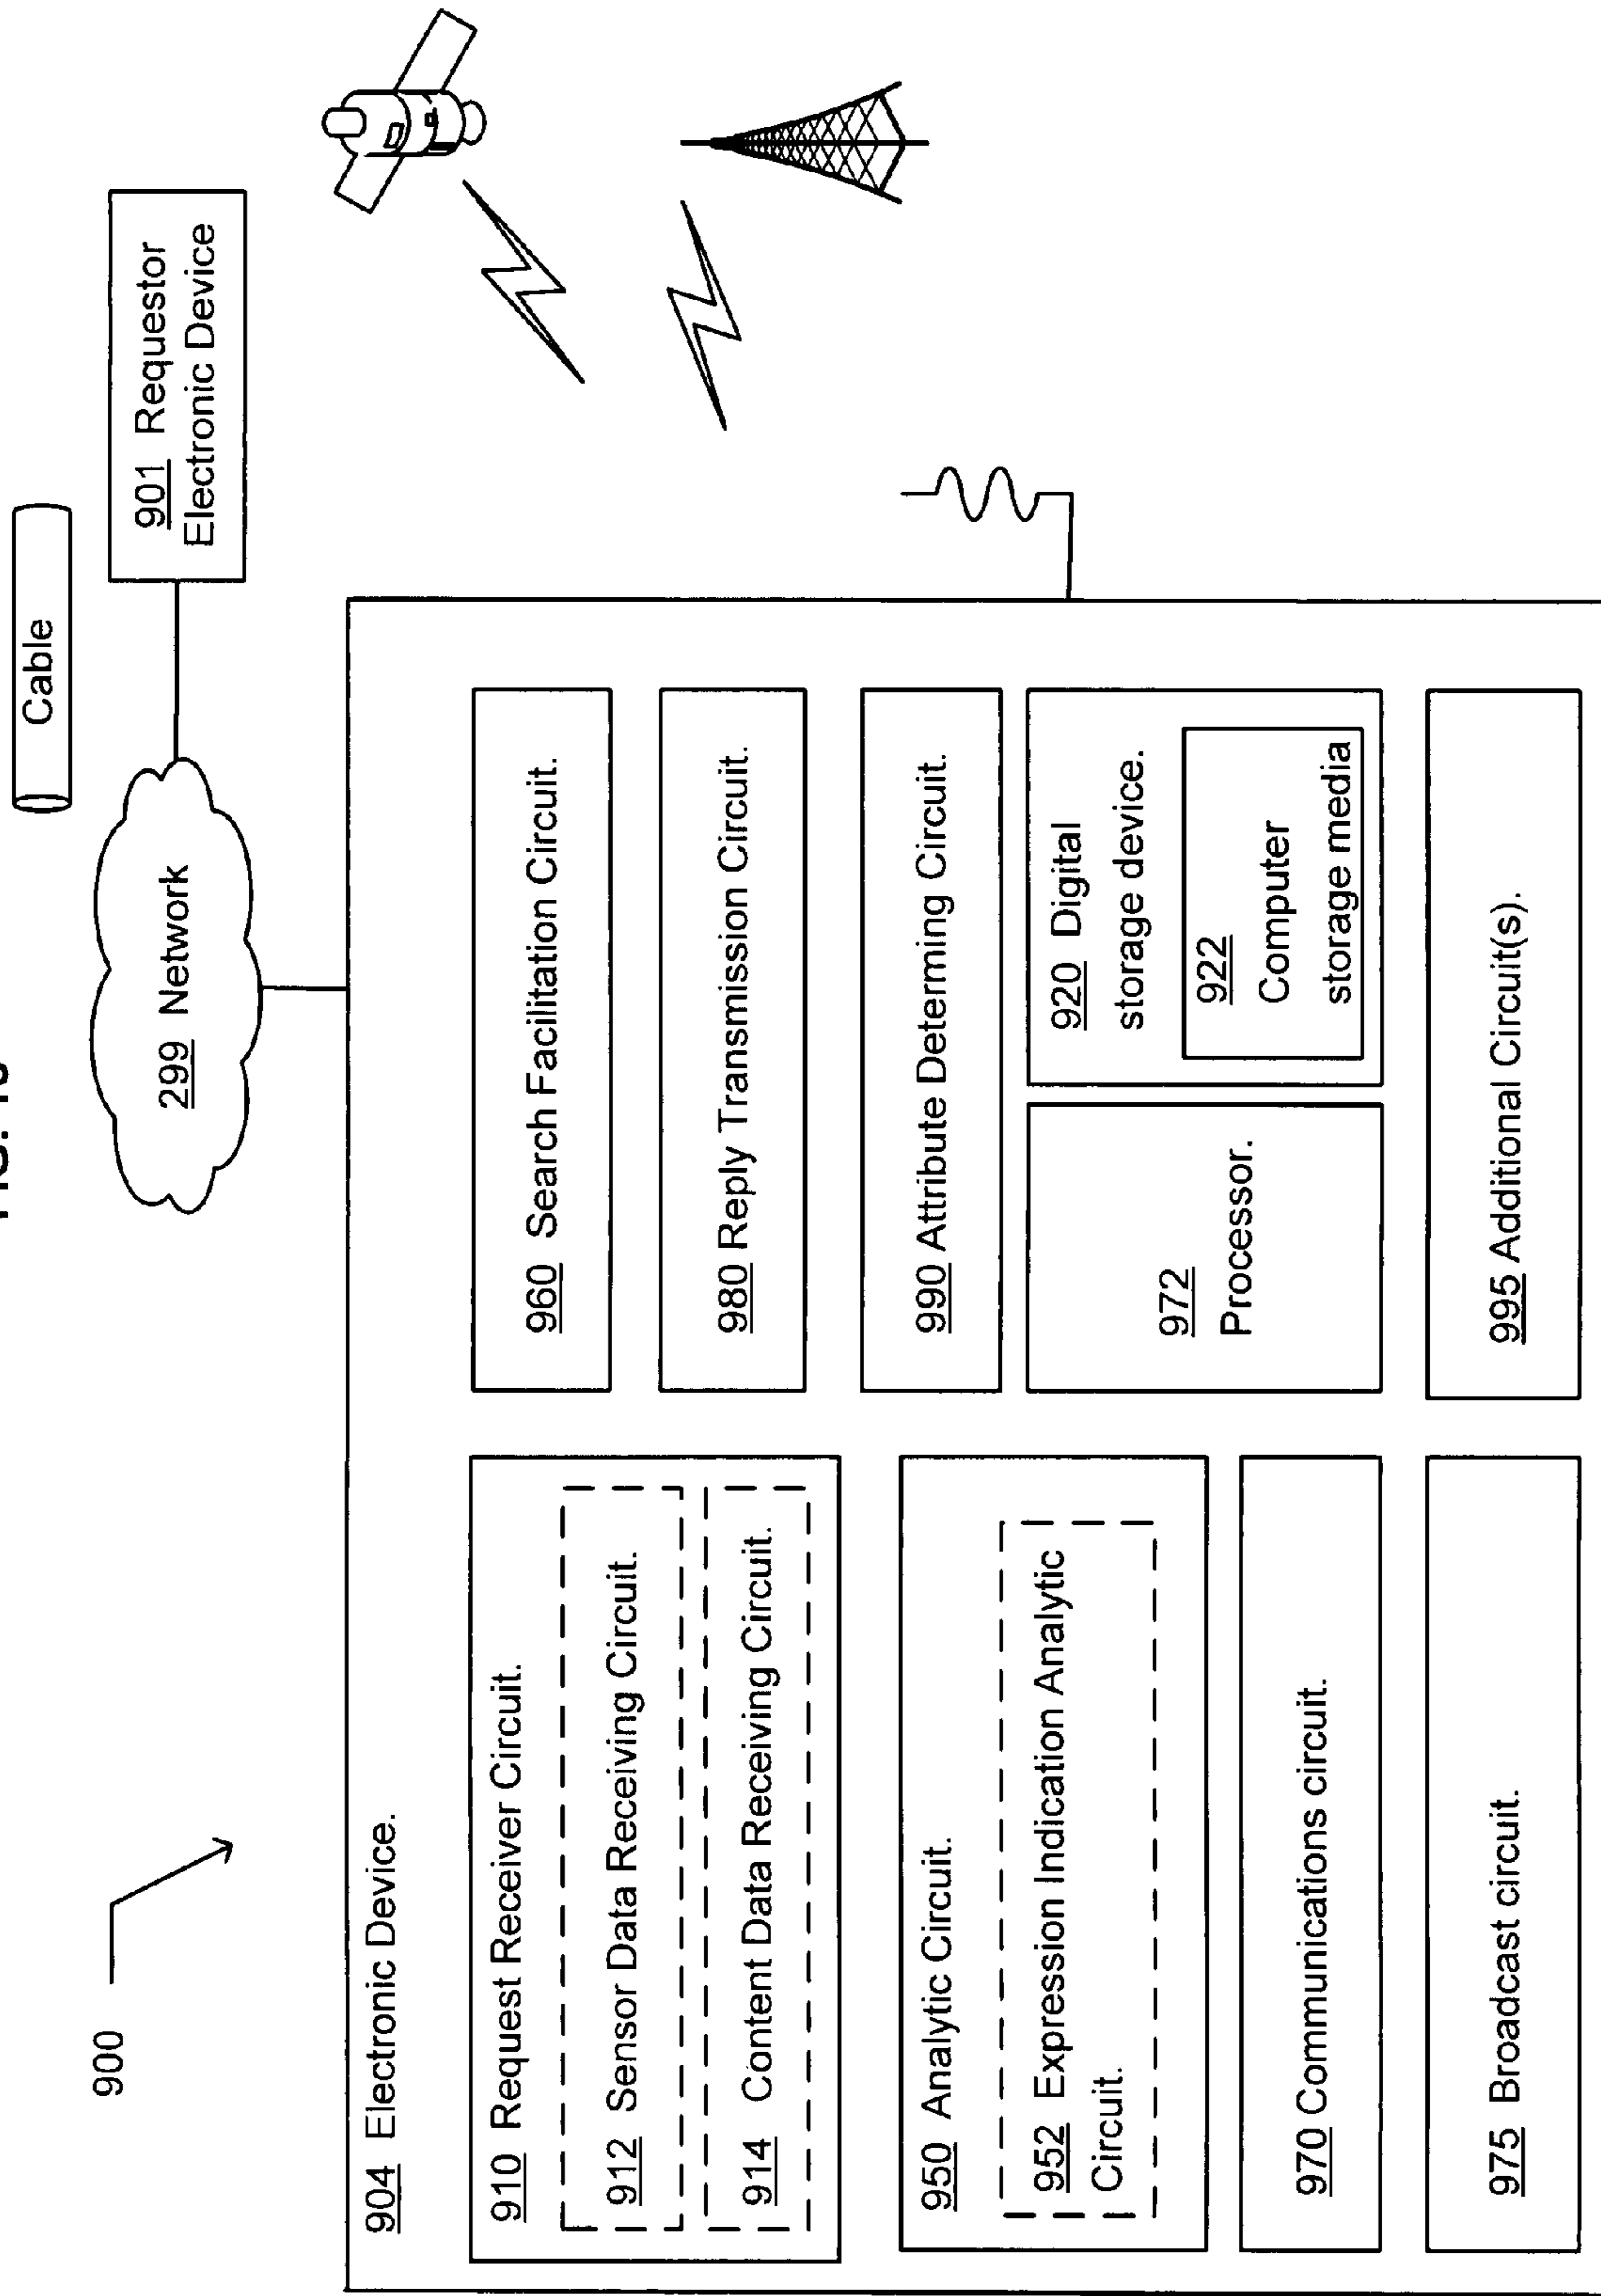 900
Cable
299 Network
901 Requestor
Electronic Device
904 Electronic Device.
910 Request Receiver Circuit.
912 Sensor Data Receiving Circuit.
914 Content Data Receiving Circuit.
950 Analytic Circuit.
952 Expression Indication Analytic
Circuit.
970 Communications circuit.
975 Broadcast circuit.
960 Search Facilitation Circuit.
980 Reply Transmission Circuit.
990 Attribute Determining Circuit.
972
Processor.
920 Digital
storage device.
922
Computer
storage media
995 Additional Circuit(s).